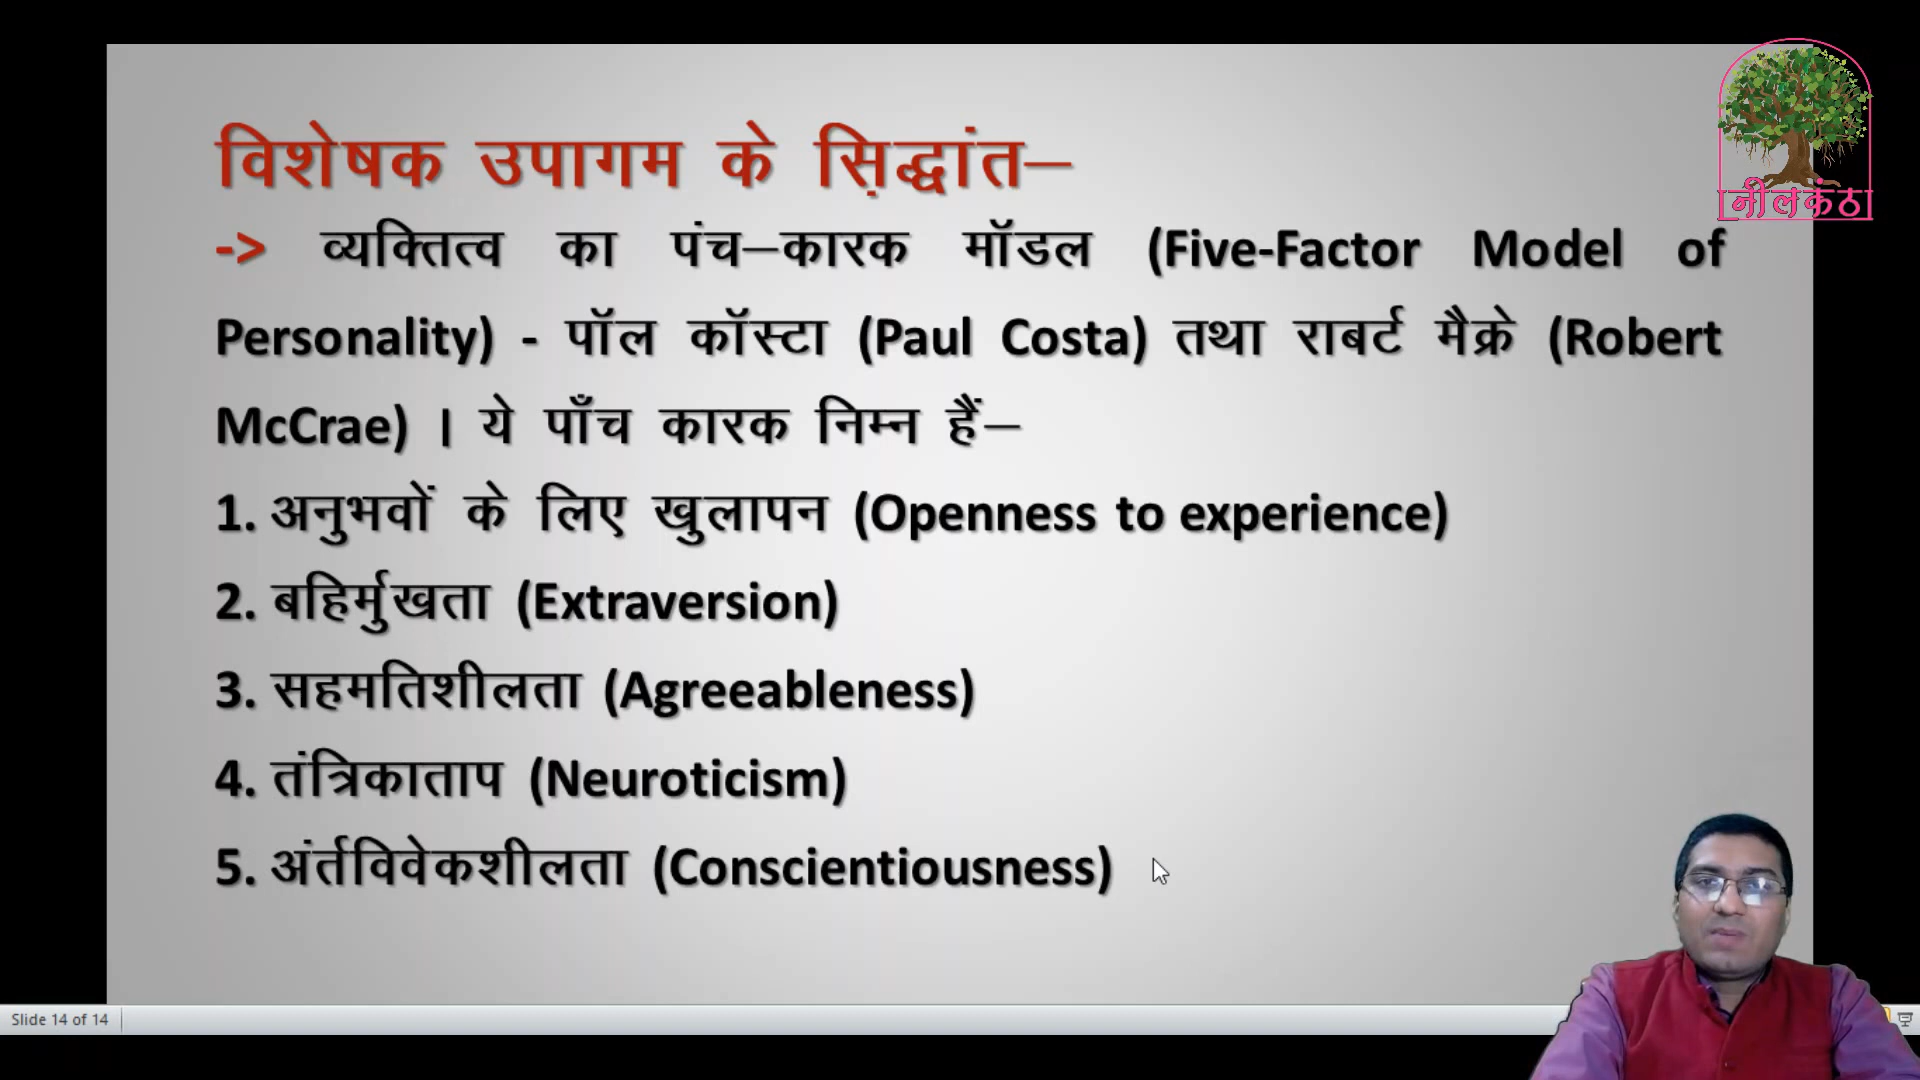 विशेषक उपागम के सि़द्धांत–
-> व्यक्तित्व का पंच–कारक मॉडल (Five-Factor Model of
Personality) - पॉल कॉस्टा (Paul Costa) तथा राबर्ट मैक्रे (Robert
McCrae) । ये पाँच कारक निम्न हैं–
1. अनुभवों के लिए खुलापन (Openness to experience)
2. बहिर्मुखता (Extraversion)
3. सहमतिशीलता (Agreeableness)
4. तंत्रिकाताप (Neuroticism)
5. अंर्तविवेकशीलता (Conscientiousness)
नीलकंठ
Slide 14 of 14